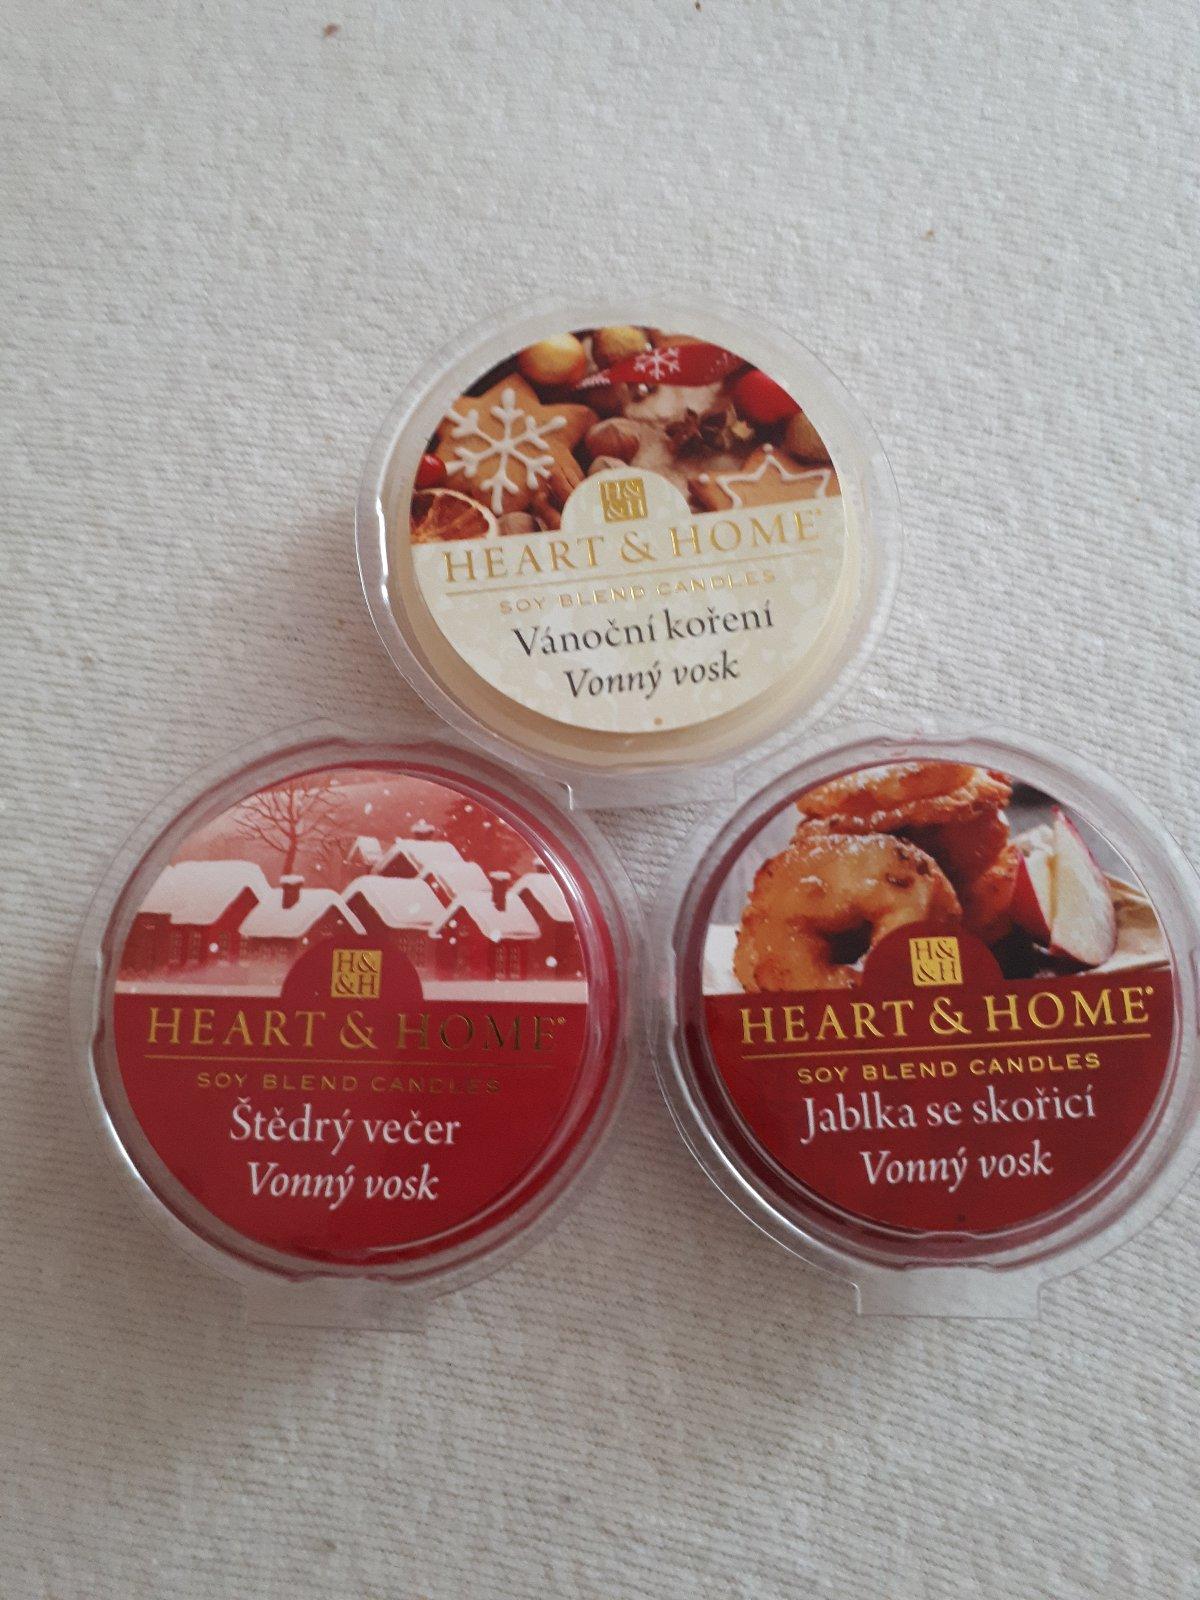 H&
&H
HEART & HOME®
SOY BLEND CANDLES
Vánoční koření
Vonný vosk
H&
&H
HEART & HOME®
SOY BLEND CANDLES
Štědrý večer
Vonný vosk
H&
&H
HEART & HOME®
SOY BLEND CANDLES
Jablka se skořicí
Vonný vosk